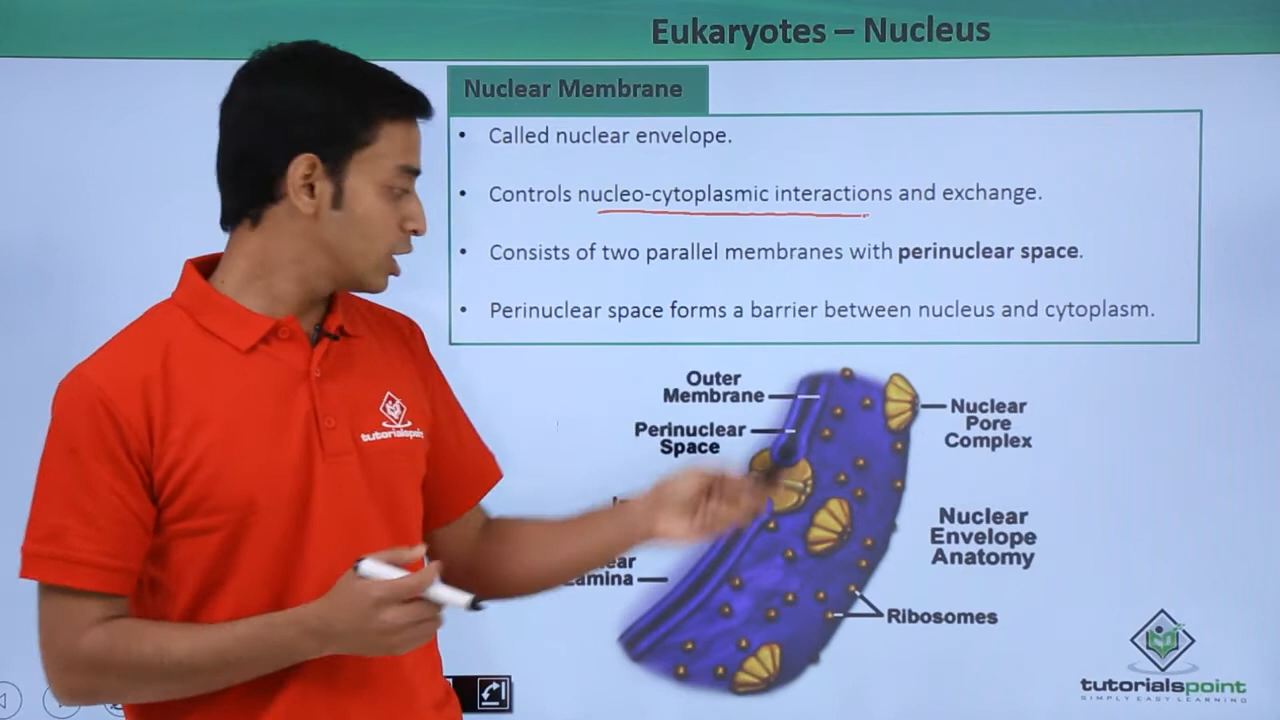 Eukaryotes – Nucleus
Nuclear Membrane
• Called nuclear envelope.
• Controls nucleo-cytoplasmic interactions and exchange.
• Consists of two parallel membranes with perinuclear space.
• Perinuclear space forms a barrier between nucleus and cytoplasm.
Outer
Membrane
Perinuclear
Space
Nuclear
Pore
Complex
Nuclear
Envelope
Anatomy
Ribosomes
tutorialspoint
tutorialspoint
SIMPLY EASY LEARNING